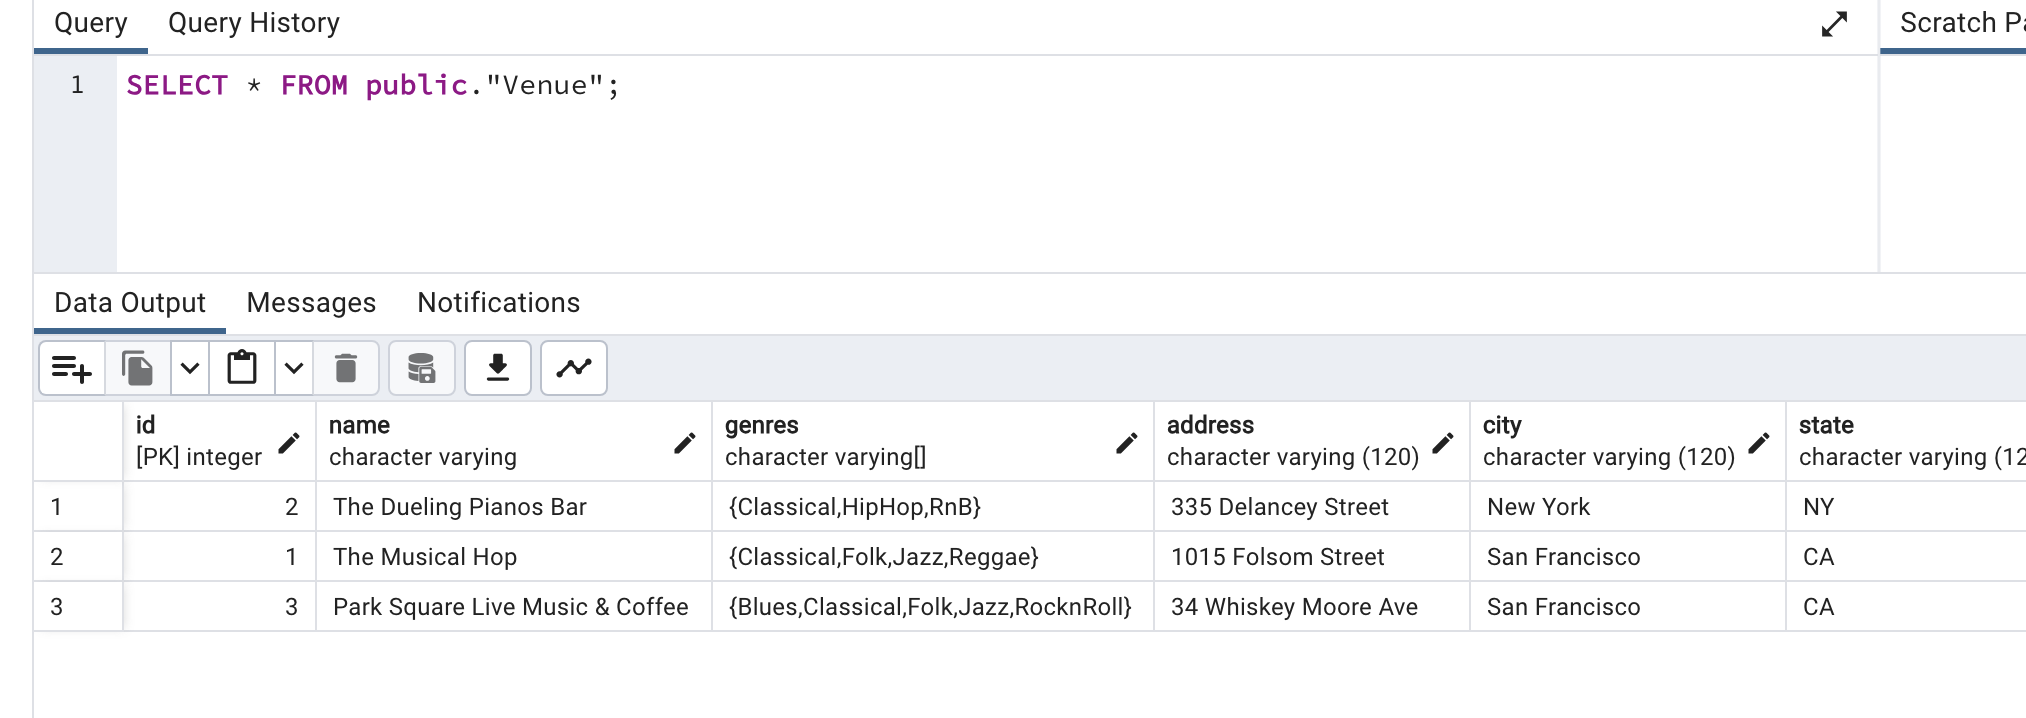 Query Query History Scratch Pa
1 SELECT * FROM public."Venue";
Data Output Messages Notifications
id name genres address city state
[PK] integer character varying character varying[] character varying (120) character varying (120) character varying (12
1 2 The Dueling Pianos Bar {Classical,HipHop,RnB} 335 Delancey Street New York NY
2 1 The Musical Hop {Classical,Folk,Jazz,Reggae} 1015 Folsom Street San Francisco CA
3 3 Park Square Live Music & Coffee {Blues,Classical,Folk,Jazz,RocknRoll} 34 Whiskey Moore Ave San Francisco CA